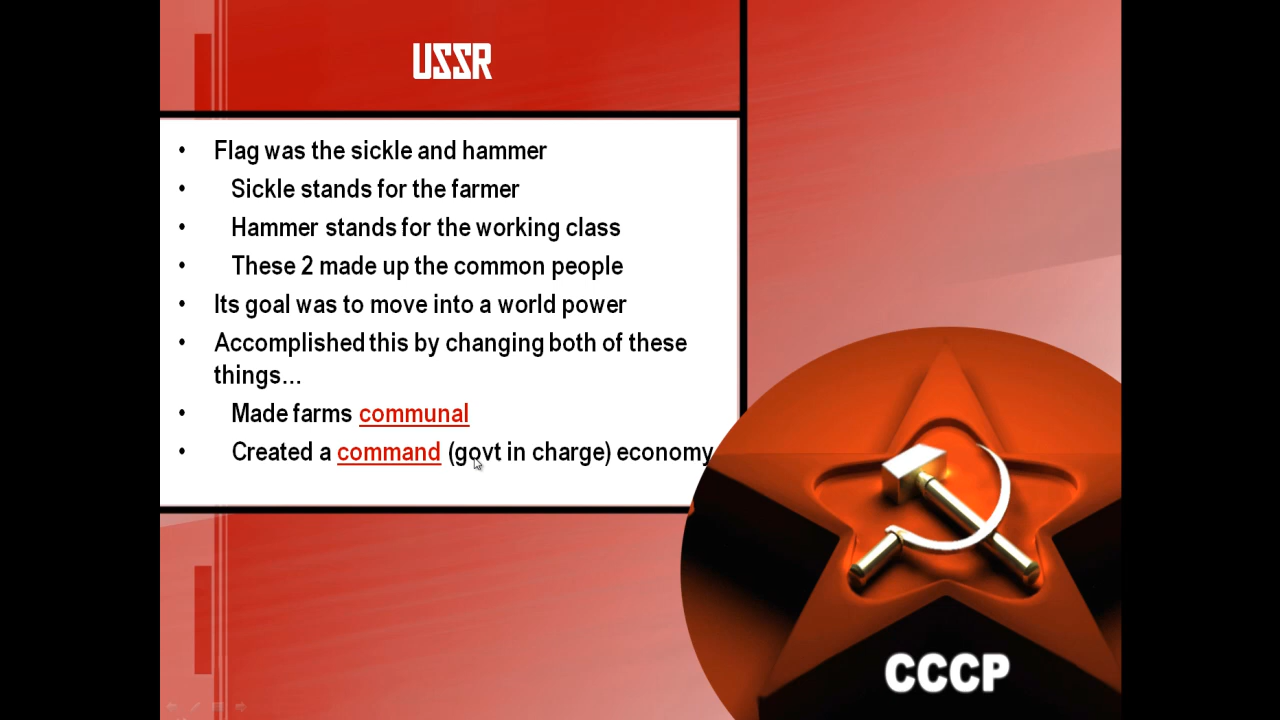 USSR
• Flag was the sickle and hammer
• Sickle stands for the farmer
• Hammer stands for the working class
• These 2 made up the common people
• Its goal was to move into a world power
• Accomplished this by changing both of these
things...
• Made farms communal
• Created a command (govt in charge) economy
СССР